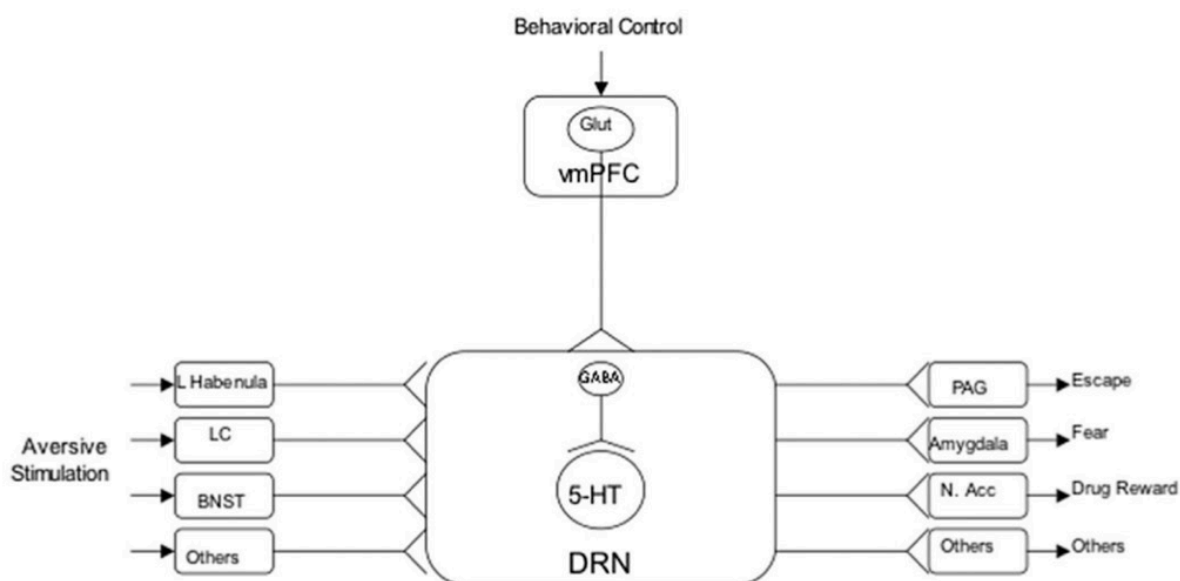 Behavioral Control
Glut
vmPFC
Aversive
Stimulation
L Habenula
LC
BNST
Others
GABA
5-HT
DRN
PAG
Escape
Amygdala
Fear
N. Acc
Drug Reward
Others
Others